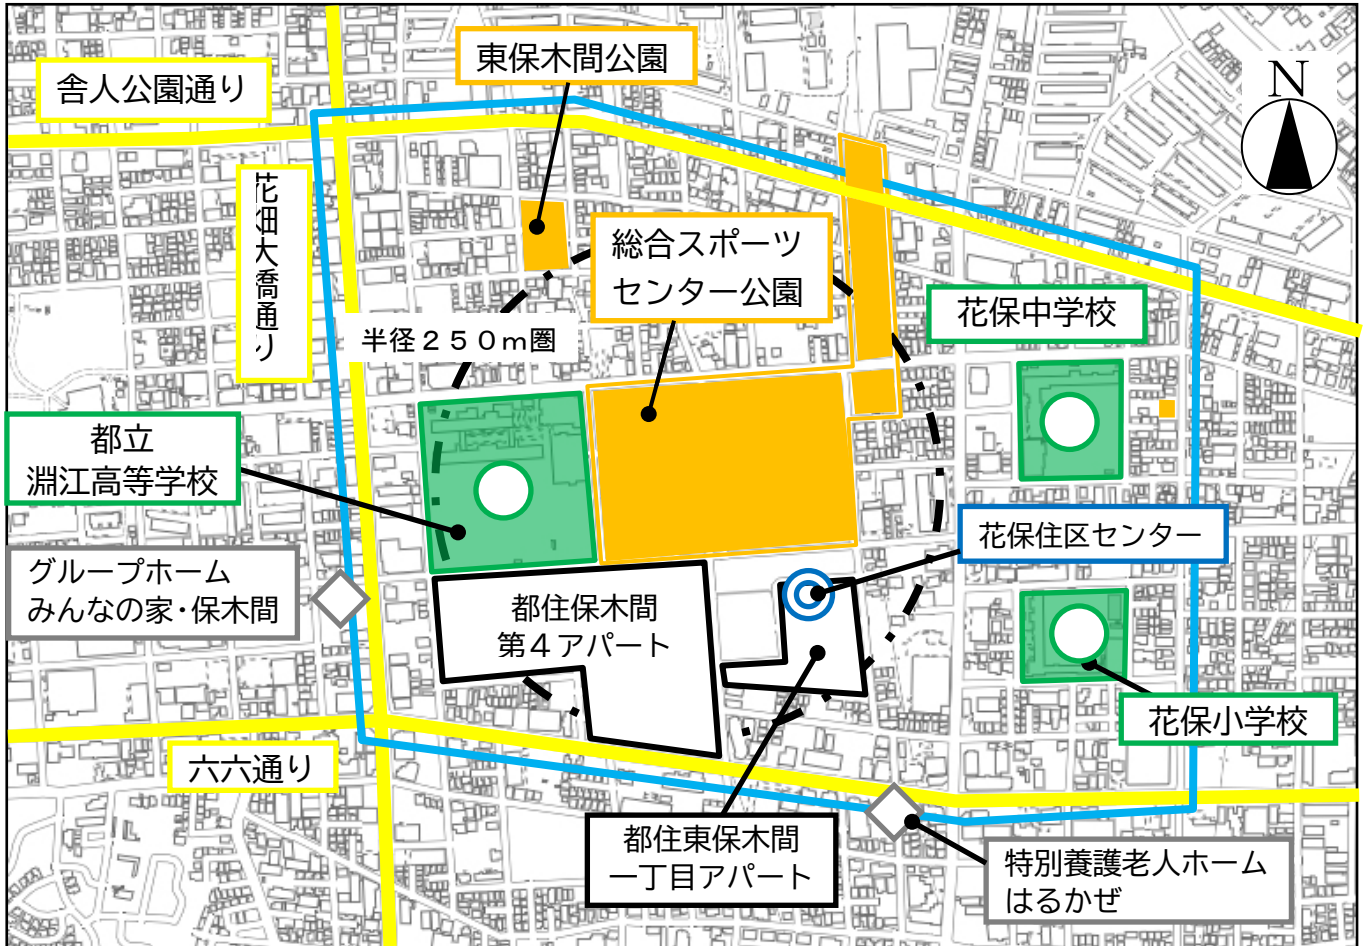 東保木間公園
舎人公園通り
N
花畑大橋通り
総合スポーツ
センター公園
花保中学校
半径250m圏
都立
淵江高等学校
花保住区センター
グループホーム
みんなの家・保木間
都住保木間
第4アパート
花保小学校
六六通り
都住東保木間
一丁目アパート
特別養護老人ホーム
はるかぜ